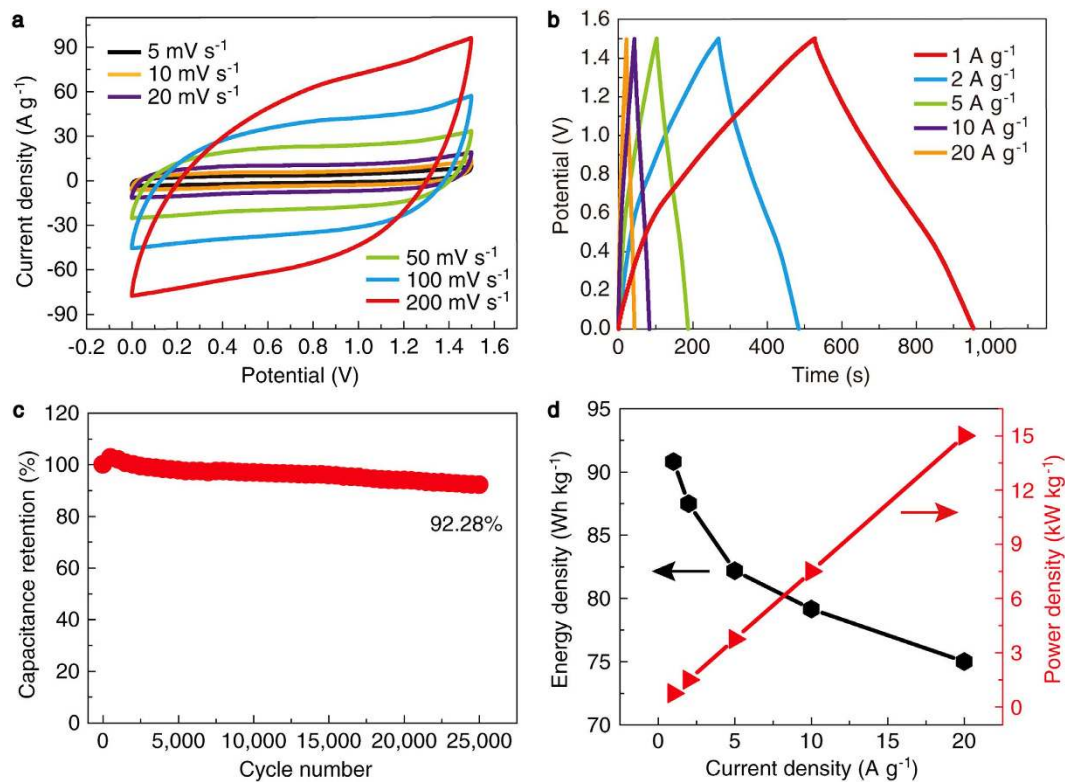 a
Current density (A g⁻¹)
90
60
30
0
-30
-60
-90
5 mV s⁻¹
10 mV s⁻¹
20 mV s⁻¹
50 mV s⁻¹
100 mV s⁻¹
200 mV s⁻¹
-0.2 0.0 0.2 0.4 0.6 0.8 1.0 1.2 1.4 1.6
Potential (V)
b
Potential (V)
1.6
1.4
1.2
1.0
0.8
0.6
0.4
0.2
0.0
1 A g⁻¹
2 A g⁻¹
5 A g⁻¹
10 A g⁻¹
20 A g⁻¹
0 200 400 600 800 1,000
Time (s)
c
Capacitance retention (%)
120
100
80
60
40
20
0
92.28%
0 5,000 10,000 15,000 20,000 25,000
Cycle number
d
Energy density (Wh kg⁻¹)
95
90
85
80
75
70
15
12
9
6
3
0
Power density (kW kg⁻¹)
0 5 10 15 20
Current density (A g⁻¹)